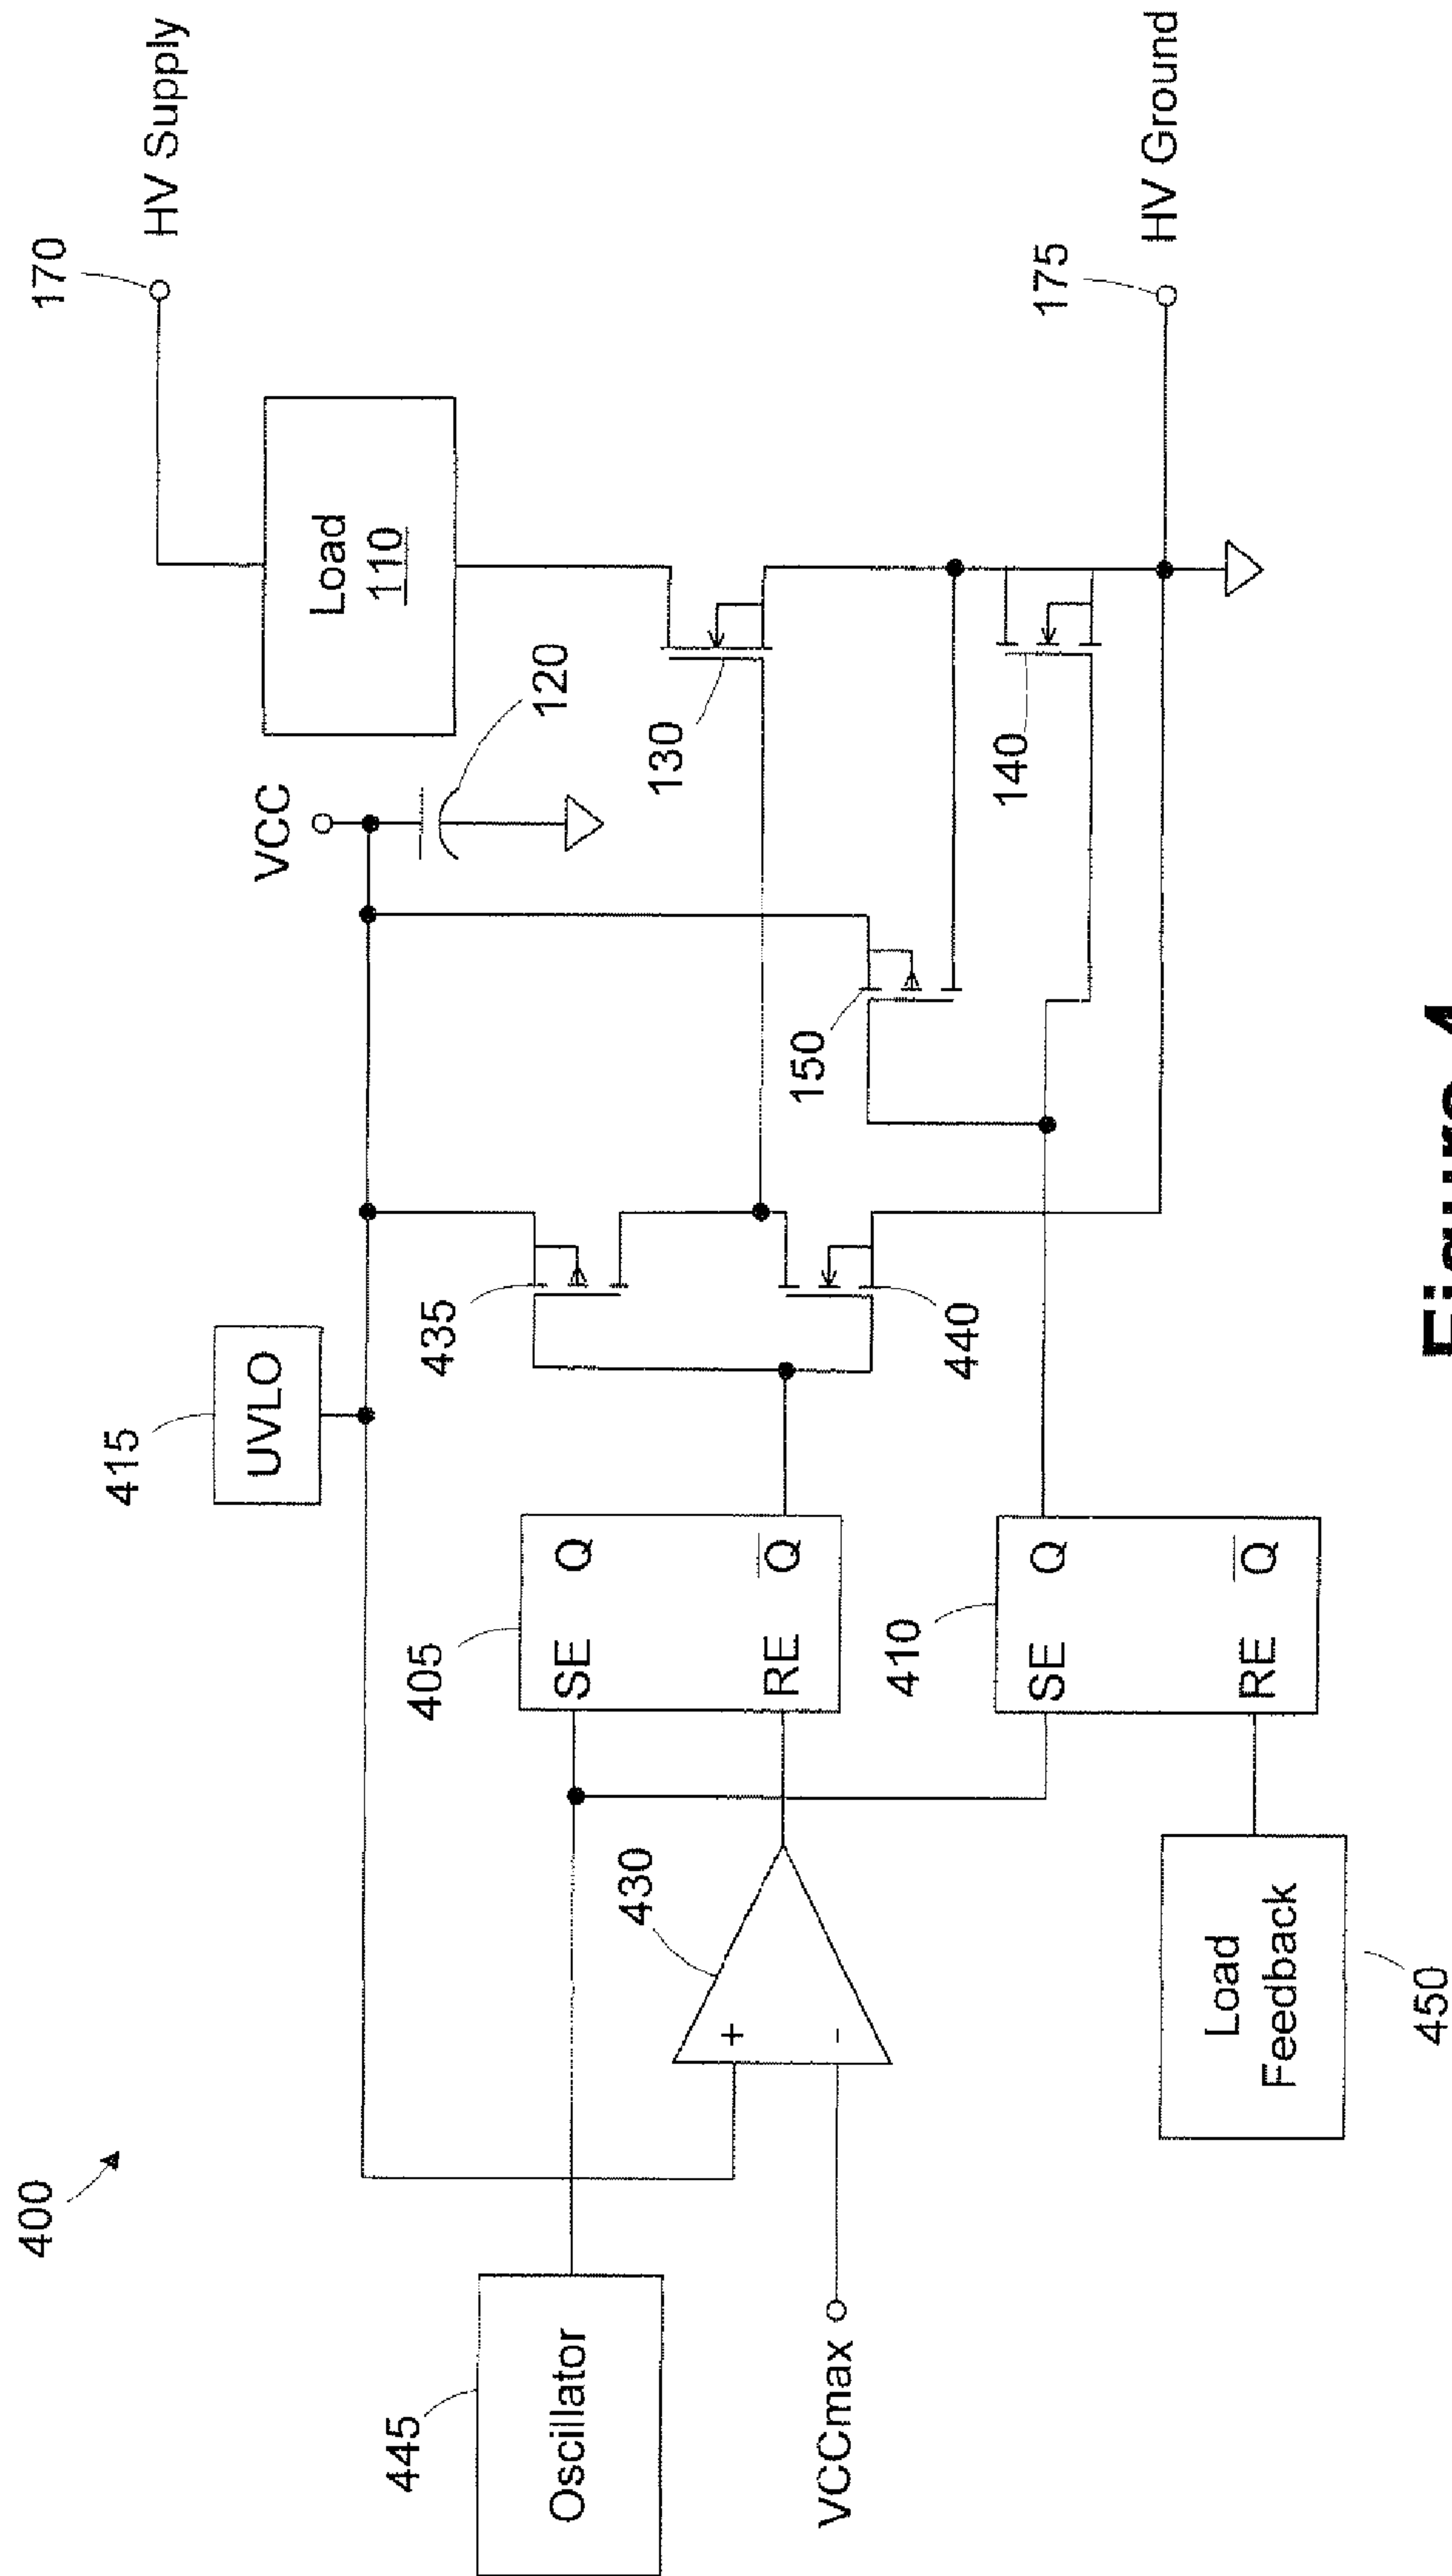 400
415
UVLO
VCC
120
Load
110
170
HV Supply
445
Oscillator
VCCmax
430
+
-
405
SE Q
RE Q
435
440
130
150
140
410
SE Q
RE Q
Load
Feedback
450
175
HV Ground